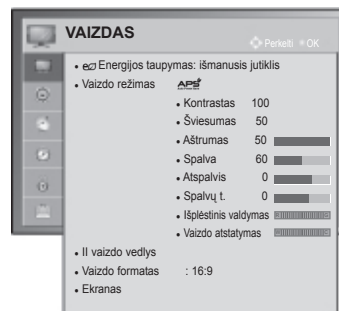 VAIZDAS
Perkelti OK
• Energijos taupymas: išmanusis jutiklis
• Vaizdo režimas APS
• Kontrastas 100
• Šviesumas 50
• Aštrumas 50
• Spalva 60
• Atspalvis 0
• Spalvų t. 0
• Išplėstinis valdymas
• Vaizdo atstatymas
• II vaizdo vedlys
• Vaizdo formatas : 16:9
• Ekranas